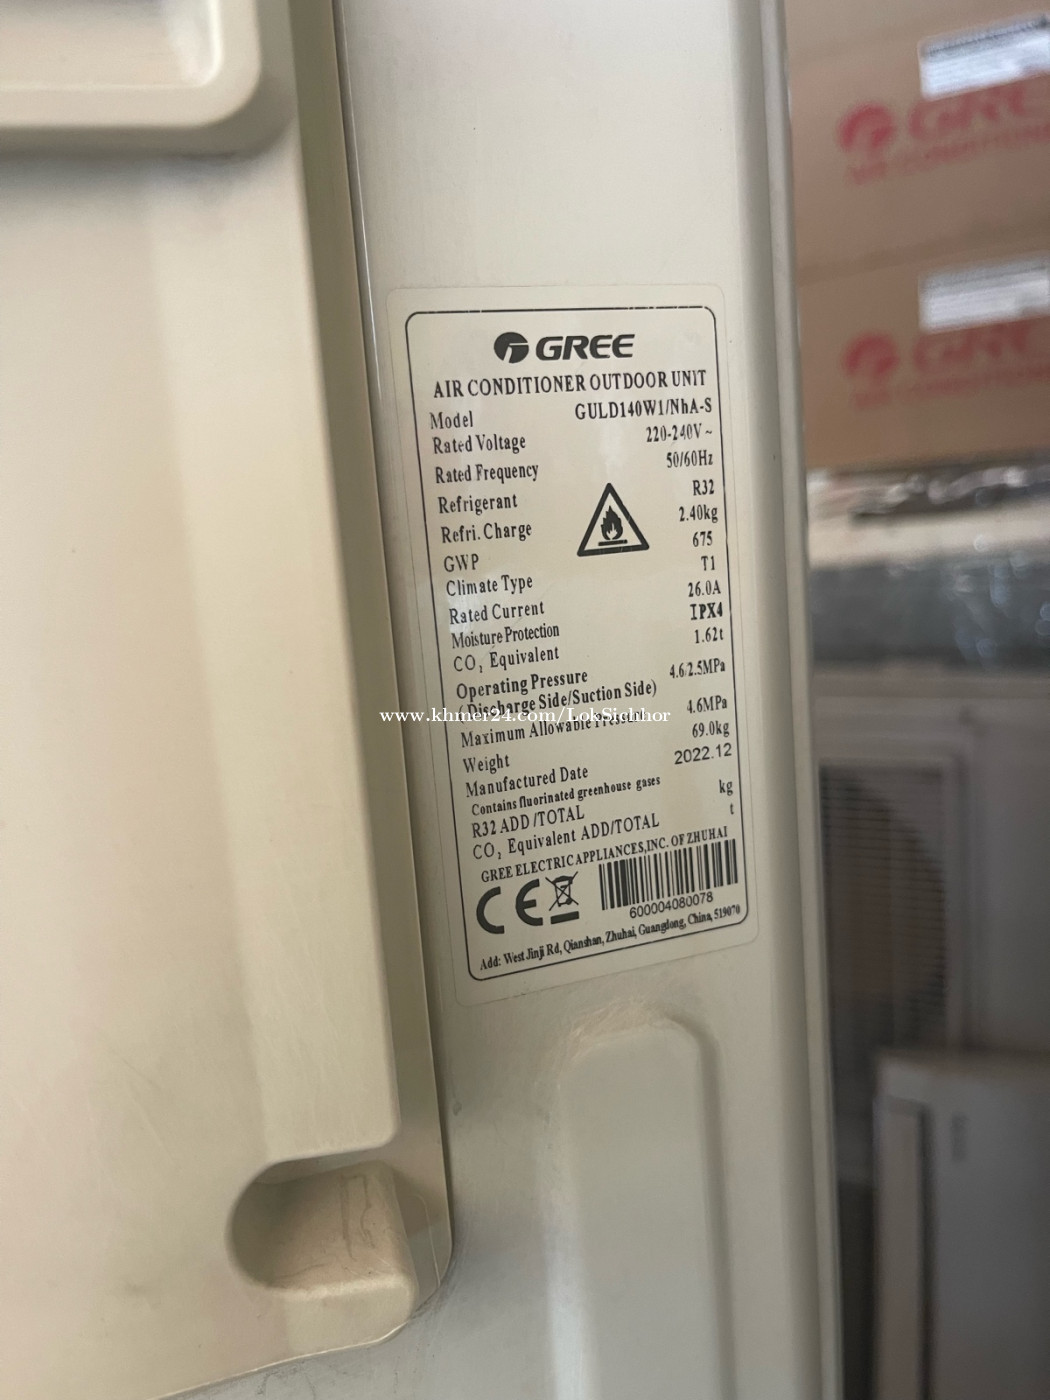 GREE
AIR CONDITIONER OUTDOOR UNIT
Model GULD140W1/NhA-S
Rated Voltage 220-240V ~
Rated Frequency 50/60Hz
Refrigerant R32
Refri. Charge 2.40kg
GWP 675
Climate Type T1
Rated Current 26.0A
Moisture Protection IPX4
CO₂ Equivalent 1.62t
Operating Pressure
(Discharge Side/Suction Side) 4.6/2.5MPa
www.khmer24.com/LokSichhor
Maximum Allowable Pressure 4.6MPa
Weight 69.0kg
Manufactured Date 2022.12
Contains fluorinated greenhouse gases
R32 ADD/TOTAL kg
CO₂ Equivalent ADD/TOTAL t
GREE ELECTRIC APPLIANCES,INC. OF ZHUHAI
CE
600004080078
Add: West Jinji Rd, Qianshan, Zhuhai, Guangdong, China, 519070
GREE
AIR CONDITIONER
GREE